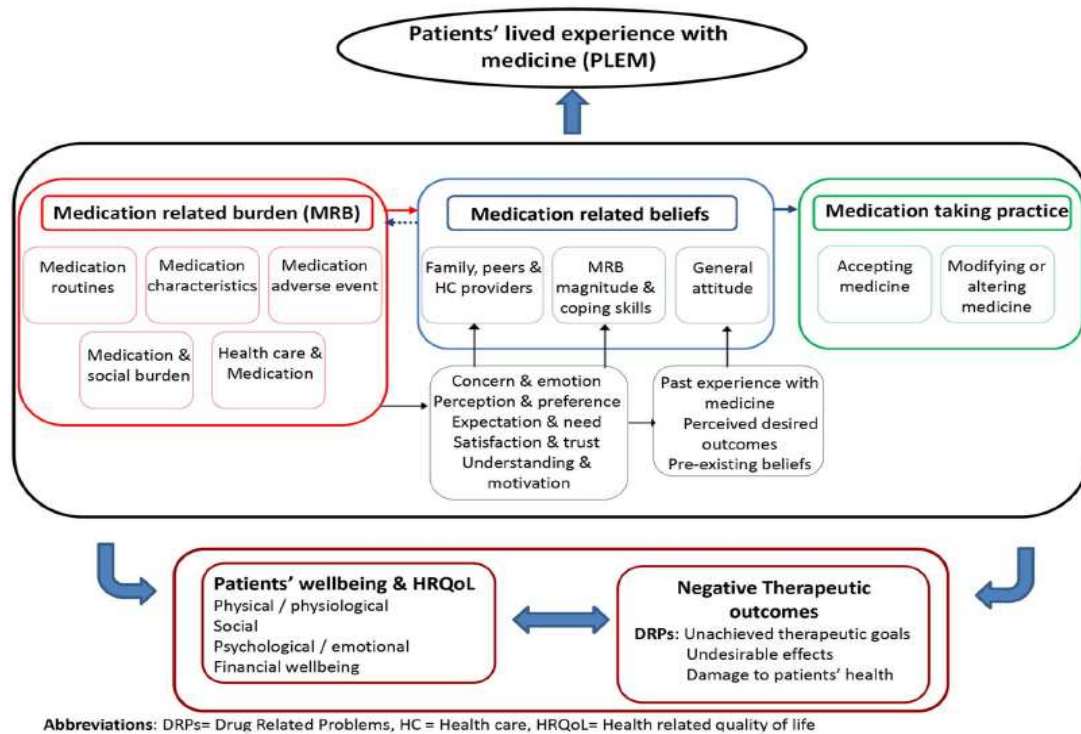 Patients' lived experience with
medicine (PLEM)
Medication related burden (MRB)
Medication
routines
Medication
characteristics
Medication
adverse event
Medication &
social burden
Health care &
Medication
Medication related beliefs
Family, peers &
HC providers
MRB
magnitude &
coping skills
General
attitude
Medication taking practice
Accepting
medicine
Modifying or
altering
medicine
Concern & emotion
Perception & preference
Expectation & need
Satisfaction & trust
Understanding &
motivation
Past experience with
medicine
Perceived desired
outcomes
Pre-existing beliefs
Patients' wellbeing & HRQoL
Physical / physiological
Social
Psychological / emotional
Financial wellbeing
Negative Therapeutic
outcomes
DRPs: Unachieved therapeutic goals
Undesirable effects
Damage to patients' health
Abbreviations: DRPs= Drug Related Problems, HC = Health care, HRQoL= Health related quality of life